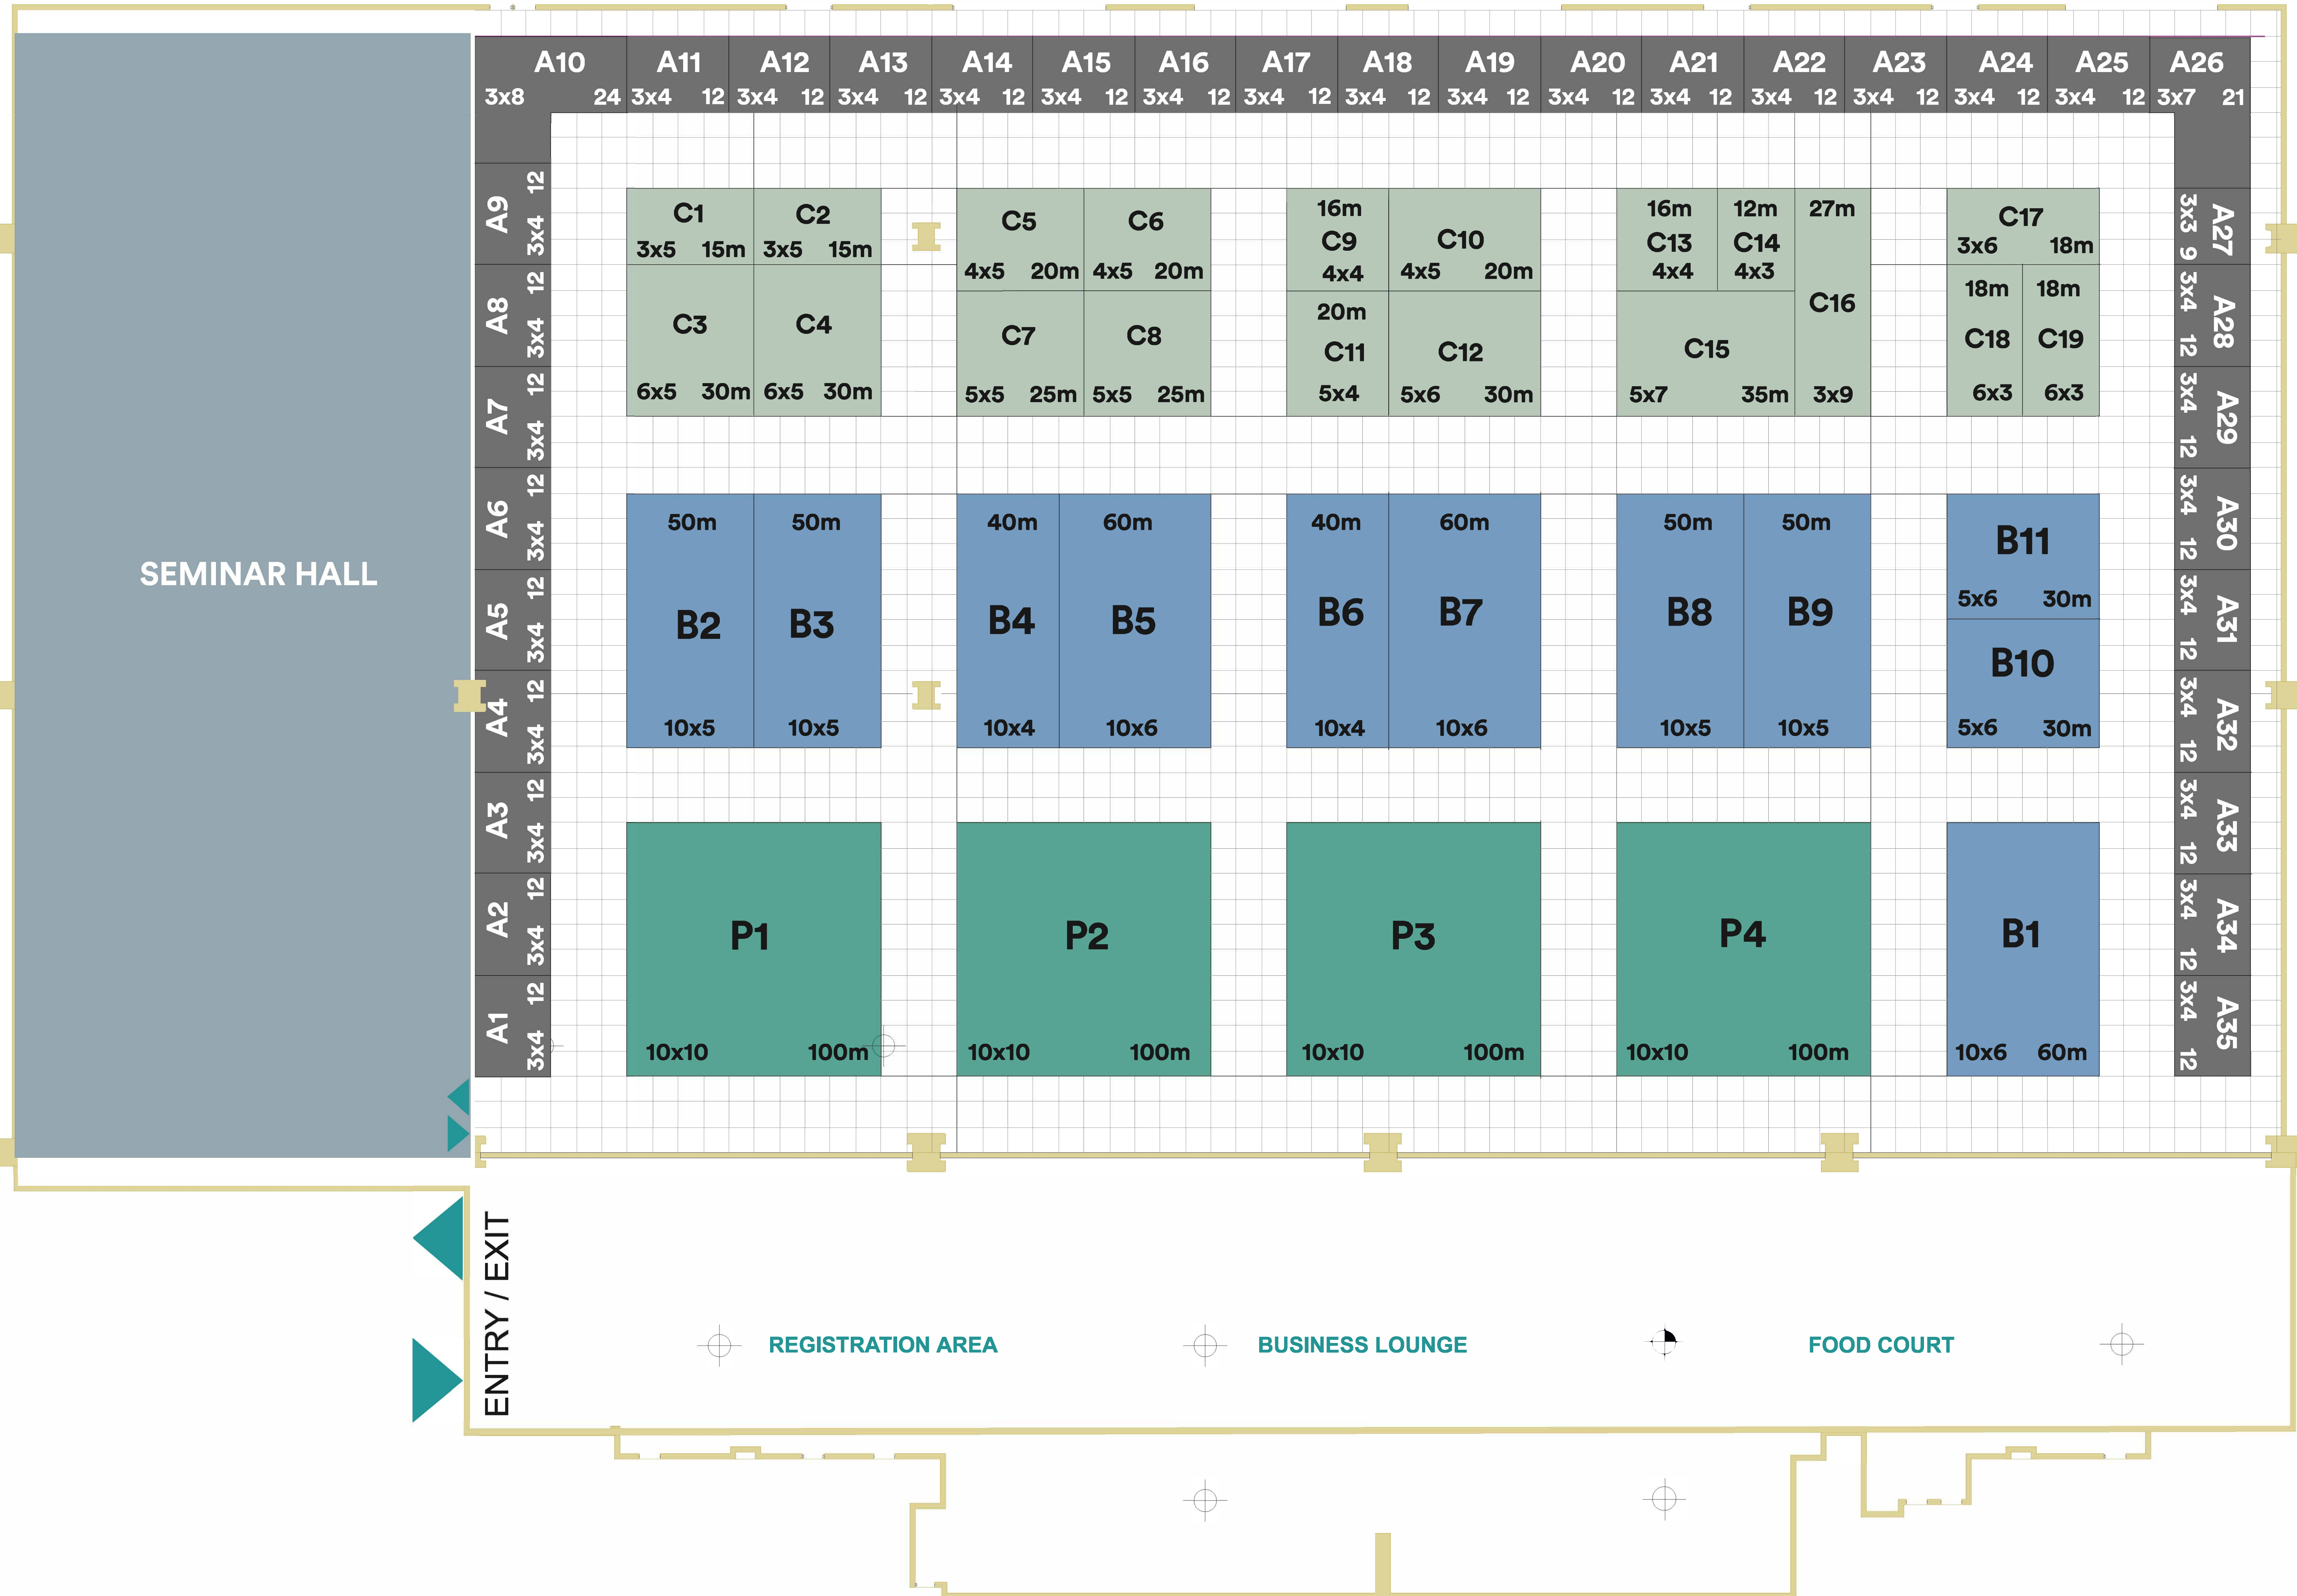 A10 A11 A12 A13 A14 A15 A16 A17 A18 A19 A20 A21 A22 A23 A24 A25 A26
3x8 24 3x4 12 3x4 12 3x4 12 3x4 12 3x4 12 3x4 12 3x4 12 3x4 12 3x4 12 3x4 12 3x4 12 3x4 12 3x4 12 3x4 12 3x4 12 3x7 21
A9 3x4 12
A8 3x4 12
A7 3x4 12
A6 3x4 12
A5 3x4 12
A4 3x4 12
A3 3x4 12
A2 3x4 12
A1 3x4 12
SEMINAR HALL
C1
3x5 15m
C2
3x5 15m
C3
6x5 30m
C4
6x5 30m
C5
4x5 20m
C6
4x5 20m
C7
5x5 25m
C8
5x5 25m
16m
C9
4x4
C10
4x5 20m
20m
C11
5x4
C12
5x6 30m
16m
C13
4x4
12m
C14
4x3
C15
5x7 35m
27m
C16
3x9
C17
3x6 18m
18m
C18
6x3
18m
C19
6x3
50m
B2
10x5
50m
B3
10x5
40m
B4
10x4
60m
B5
10x6
40m
B6
10x4
60m
B7
10x6
50m
B8
10x5
50m
B9
10x5
B11
5x6 30m
B10
5x6 30m
P1
10x10 100m
P2
10x10 100m
P3
10x10 100m
P4
10x10 100m
B1
10x6 60m
A27
3x3 9
A28
3x4 12
A29
3x4 12
A30
3x4 12
A31
3x4 12
A32
3x4 12
A33
3x4 12
A34
3x4 12
A35
3x4 12
ENTRY / EXIT
REGISTRATION AREA
BUSINESS LOUNGE
FOOD COURT